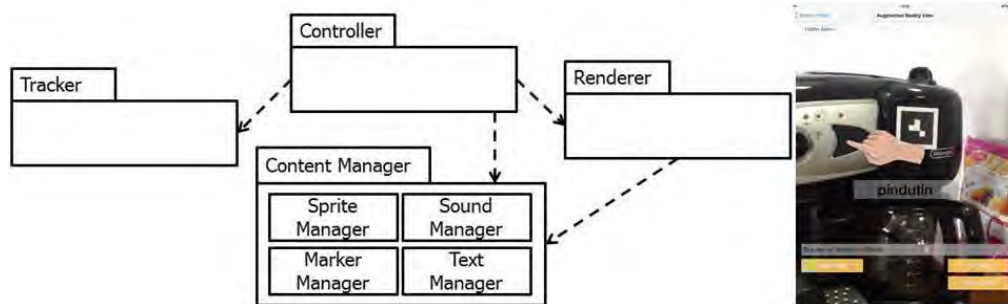 Controller
Tracker
Renderer
Content Manager
Sprite
Manager
Sound
Manager
Marker
Manager
Text
Manager
Augmented Reality View
pindutin